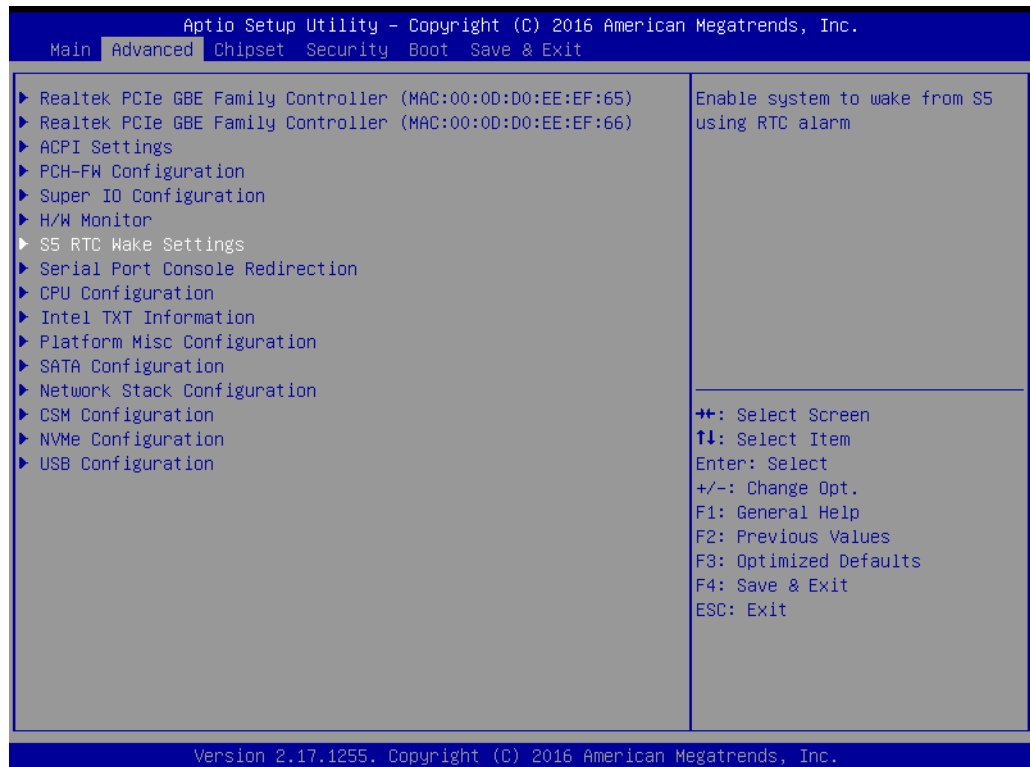 Aptio Setup Utility – Copyright (C) 2016 American Megatrends, Inc.
Main Advanced Chipset Security Boot Save & Exit
▶ Realtek PCIe GBE Family Controller (MAC:00:0D:D0:EE:EF:65)
▶ Realtek PCIe GBE Family Controller (MAC:00:0D:D0:EE:EF:66)
▶ ACPI Settings
▶ PCH-FW Configuration
▶ Super IO Configuration
▶ H/W Monitor
▶ S5 RTC Wake Settings
▶ Serial Port Console Redirection
▶ CPU Configuration
▶ Intel TXT Information
▶ Platform Misc Configuration
▶ SATA Configuration
▶ Network Stack Configuration
▶ CSM Configuration
▶ NVMe Configuration
▶ USB Configuration
Enable system to wake from S5
using RTC alarm
→←: Select Screen
↑↓: Select Item
Enter: Select
+/-: Change Opt.
F1: General Help
F2: Previous Values
F3: Optimized Defaults
F4: Save & Exit
ESC: Exit
Version 2.17.1255. Copyright (C) 2016 American Megatrends, Inc.